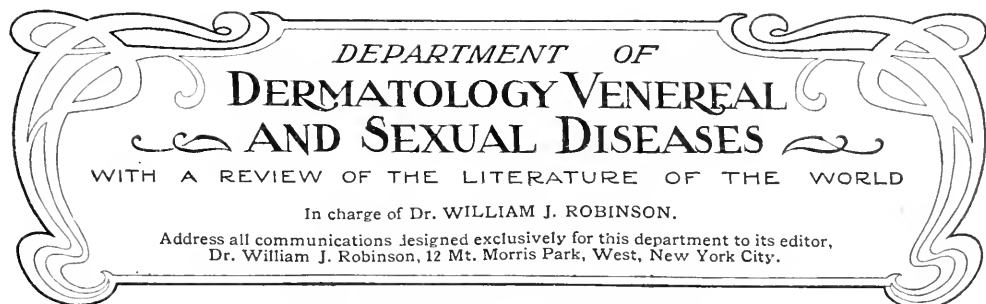 DEPARTMENT OF
DERMATOLOGY VENEREAL
AND SEXUAL DISEASES
WITH A REVIEW OF THE LITERATURE OF THE WORLD
In charge of Dr. WILLIAM J. ROBINSON.
Address all communications designed exclusively for this department to its editor,
Dr. William J. Robinson, 12 Mt. Morris Park, West, New York City.